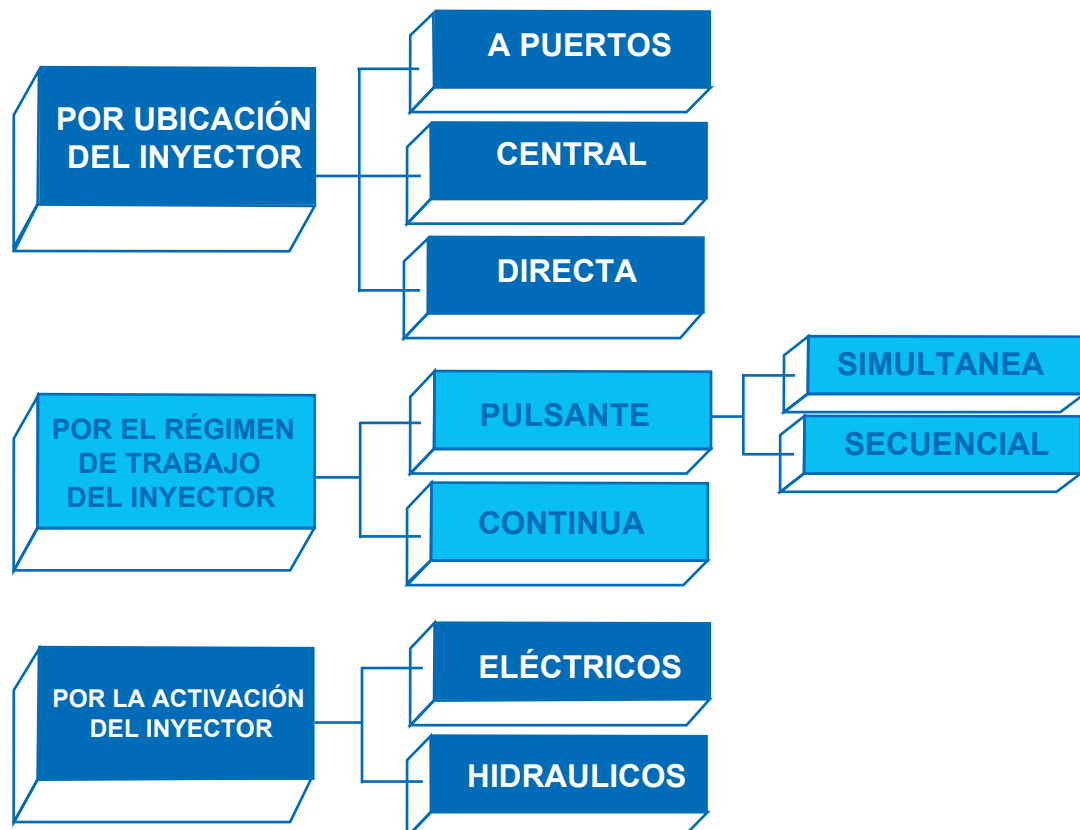 POR UBICACIÓN
DEL INYECTOR
A PUERTOS
CENTRAL
DIRECTA
POR EL RÉGIMEN
DE TRABAJO
DEL INYECTOR
PULSANTE
SIMULTANEA
SECUENCIAL
CONTINUA
POR LA ACTIVACIÓN
DEL INYECTOR
ELÉCTRICOS
HIDRAULICOS